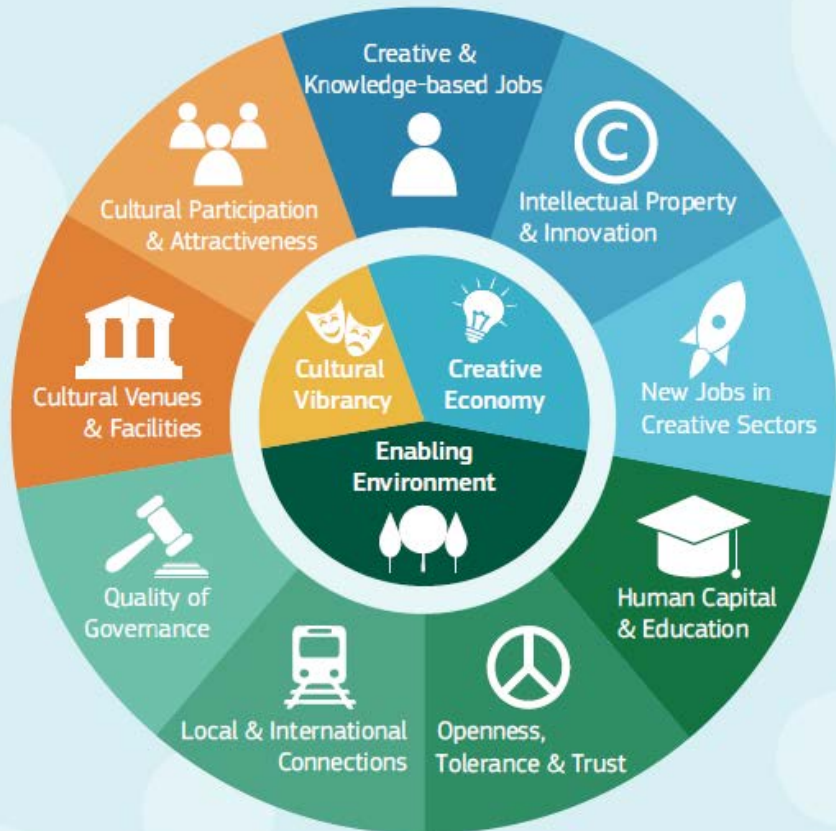 Creative &
Knowledge-based Jobs
C
Intellectual Property
& Innovation
New Jobs in
Creative Sectors
Human Capital
& Education
Openness,
Tolerance & Trust
Local & International
Connections
Quality of
Governance
Cultural Venues
& Facilities
Cultural Participation
& Attractiveness
Cultural
Vibrancy
Creative
Economy
Enabling
Environment